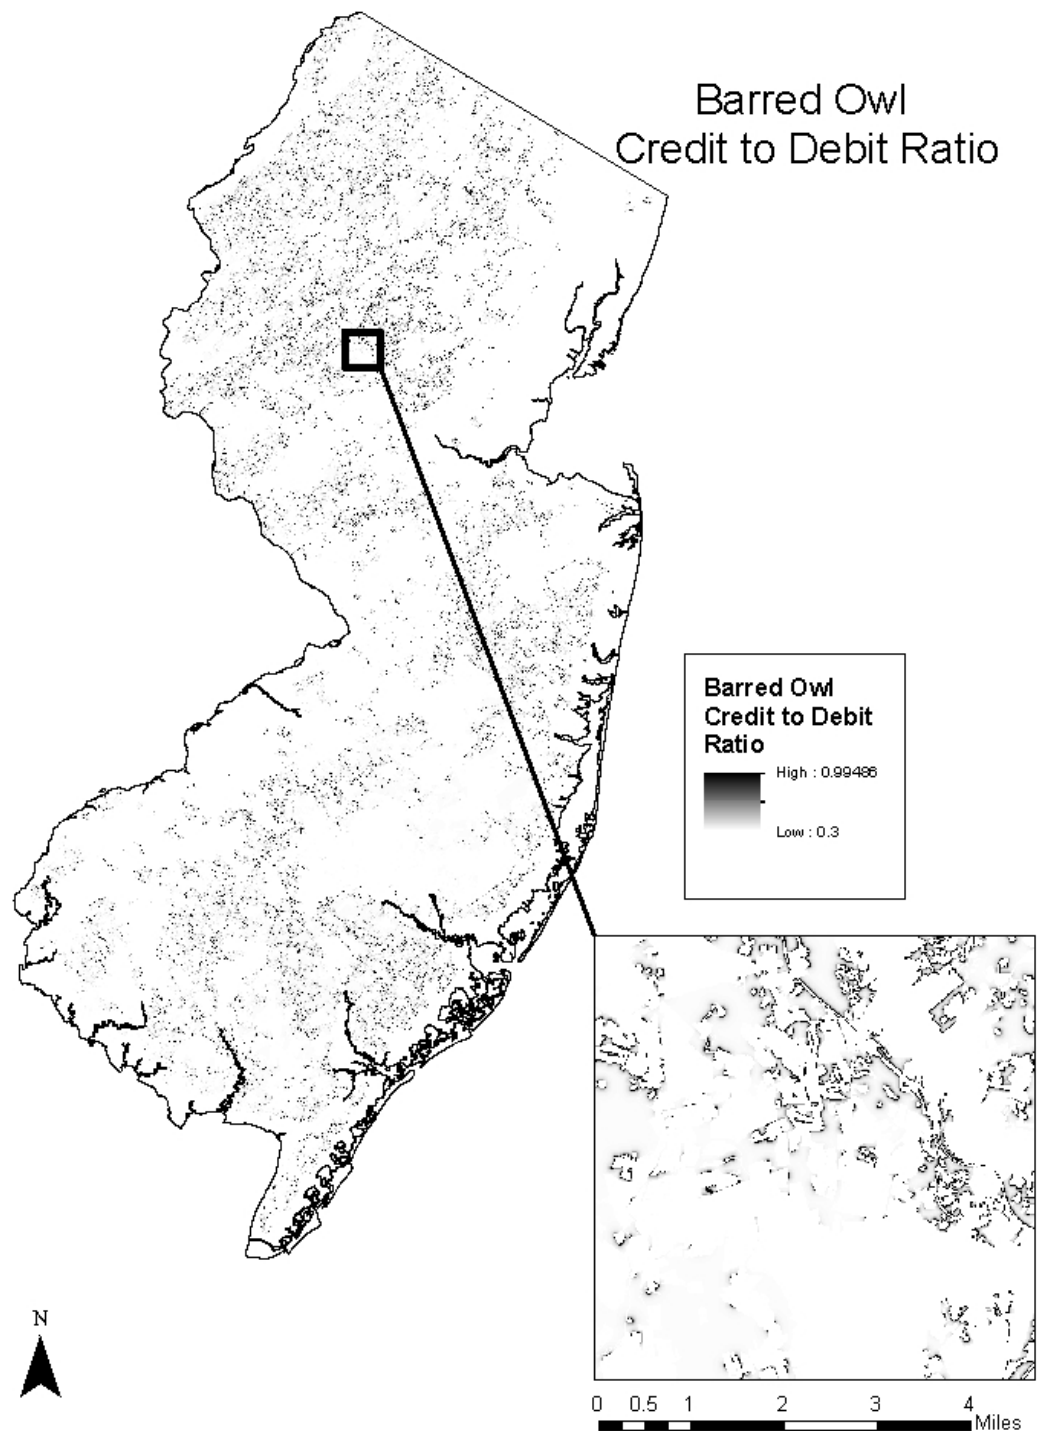 Barred Owl
Credit to Debit Ratio
Barred Owl
Credit to Debit
Ratio
High : 0.99486
Low : 0.3
N
0 0.5 1 2 3 4
Miles